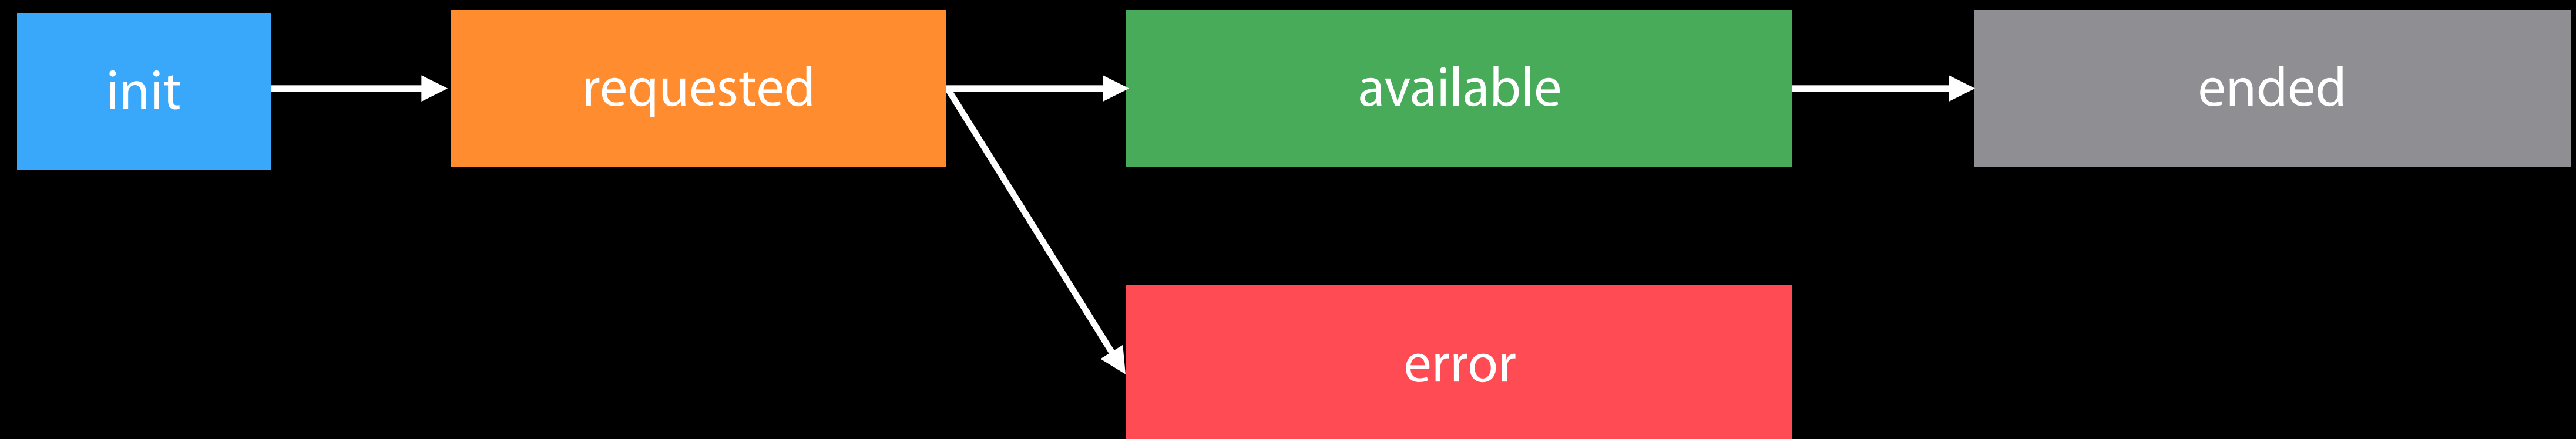 init
requested
available
ended
error